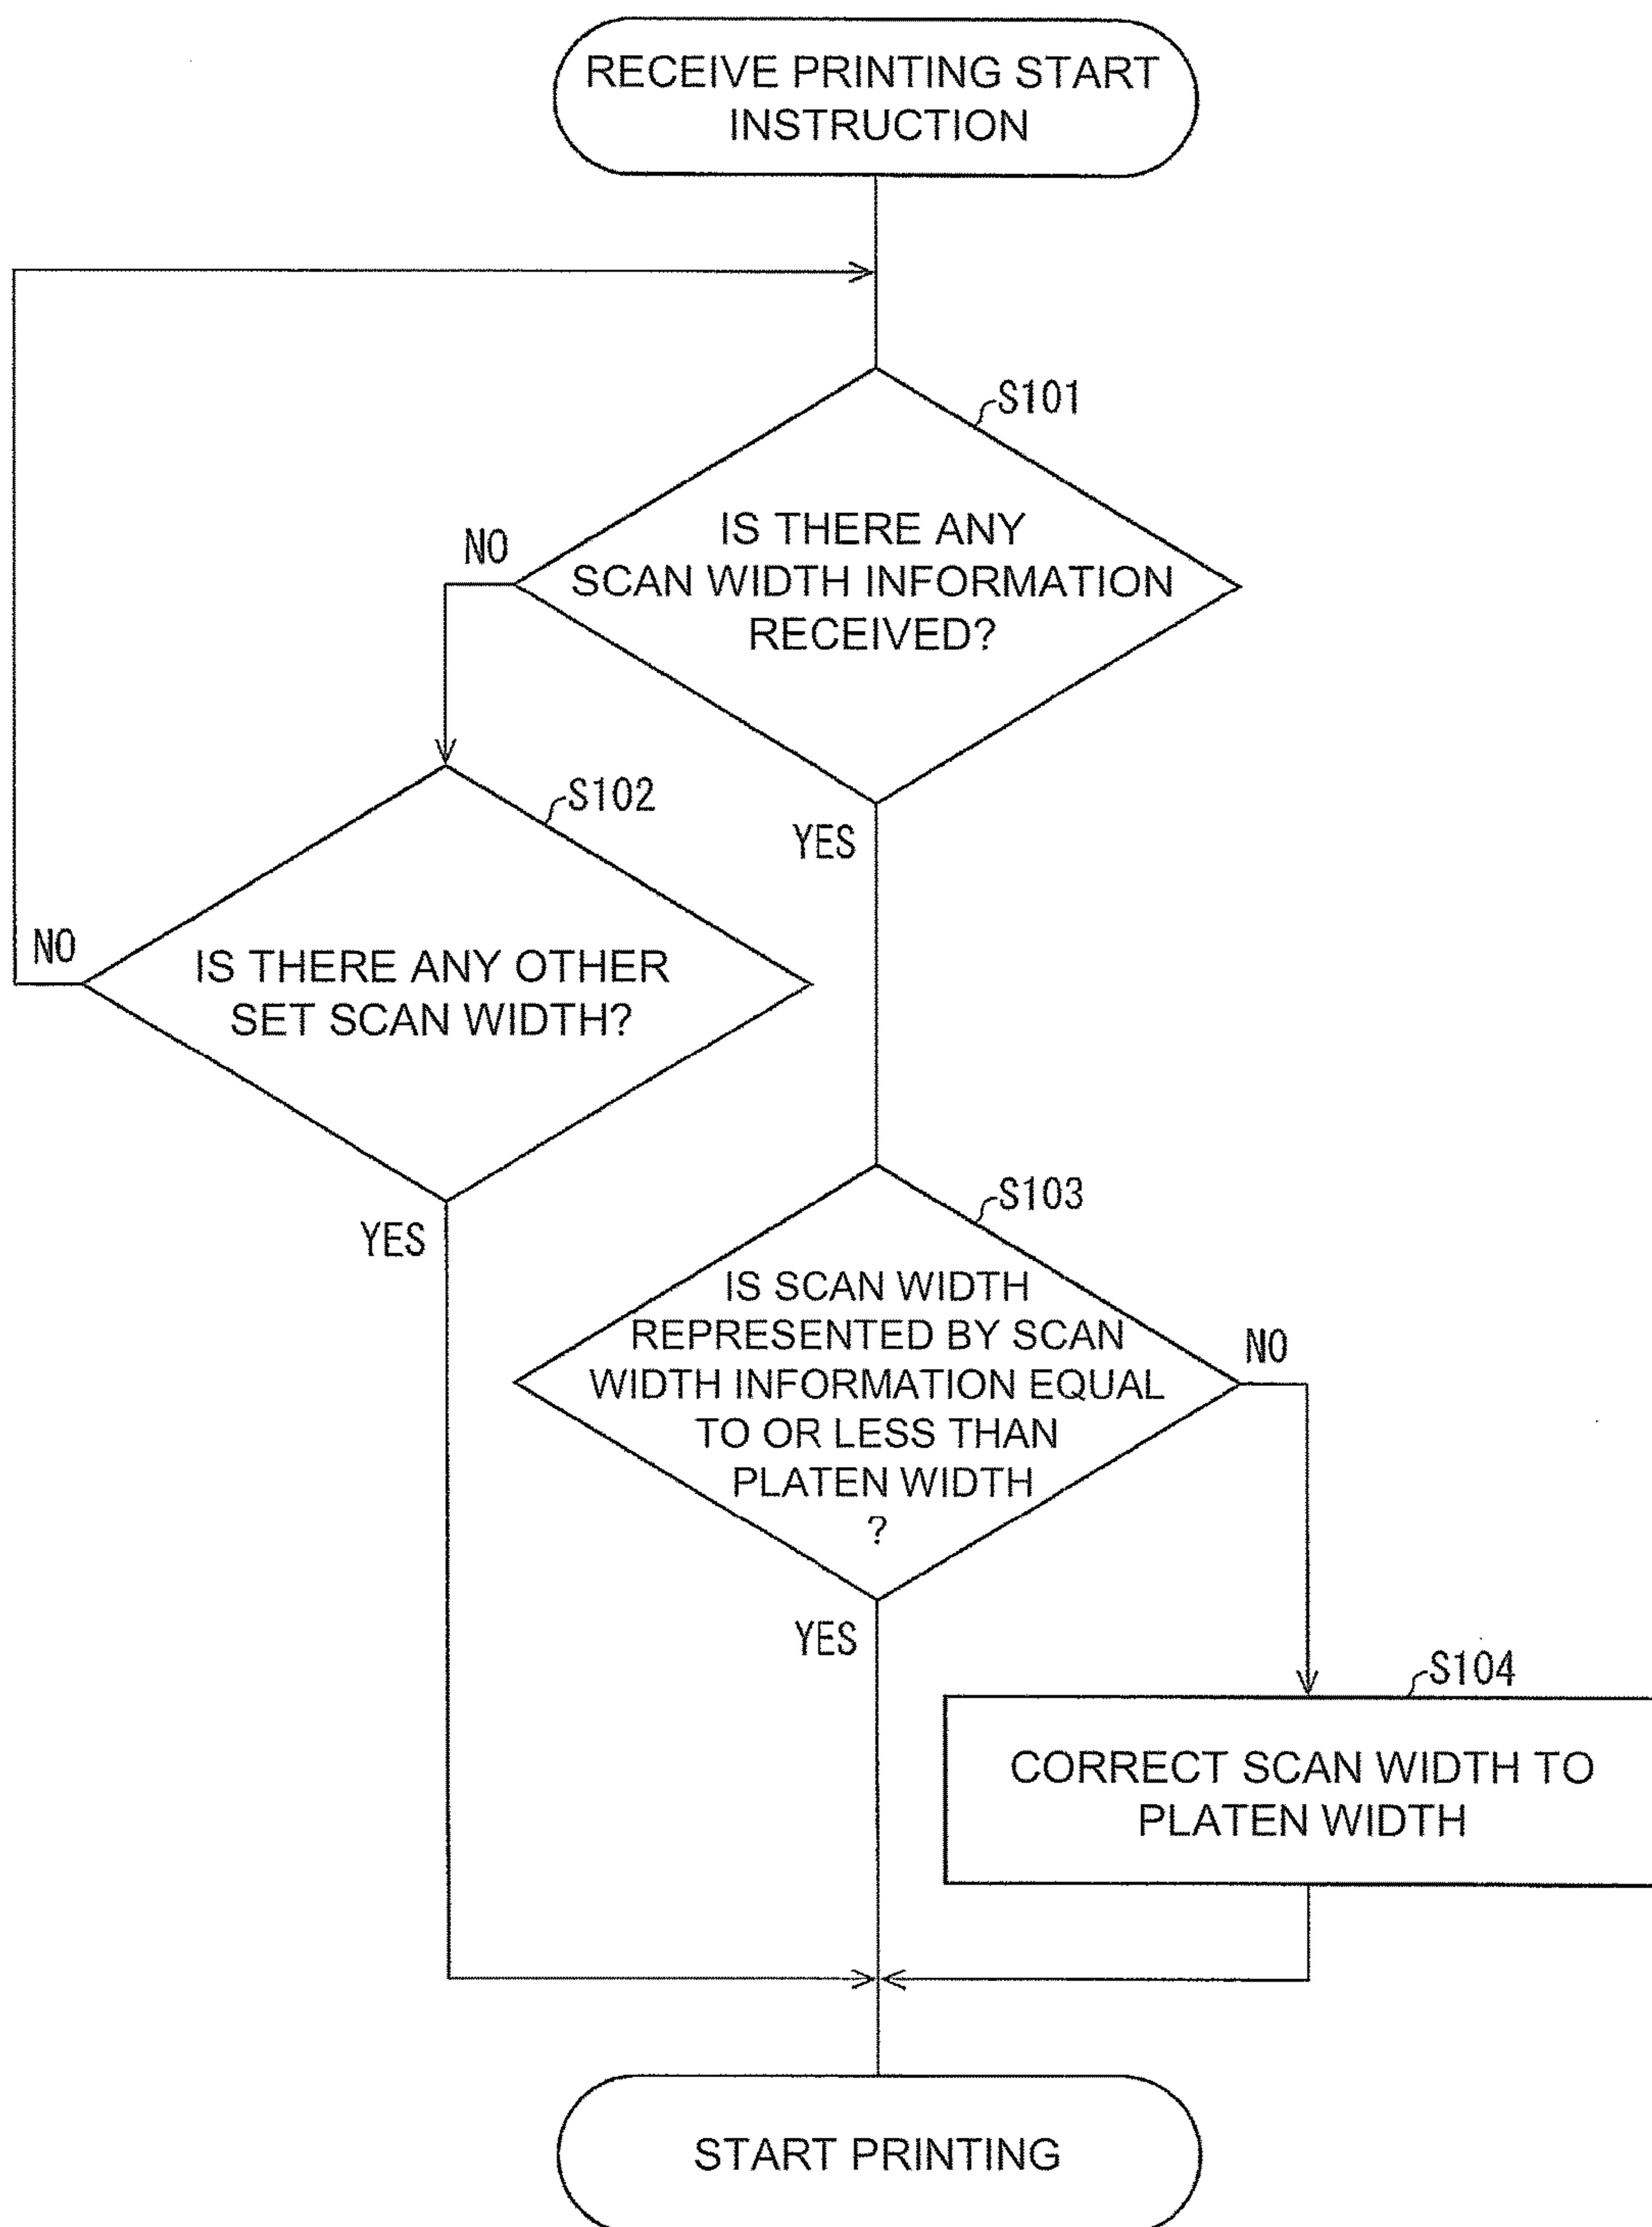 RECEIVE PRINTING START
INSTRUCTION
S101
NO
IS THERE ANY
SCAN WIDTH INFORMATION
RECEIVED?
YES
S102
NO
IS THERE ANY OTHER
SET SCAN WIDTH?
YES
S103
IS SCAN WIDTH
REPRESENTED BY SCAN
WIDTH INFORMATION EQUAL
TO OR LESS THAN
PLATEN WIDTH
?
NO
YES
S104
CORRECT SCAN WIDTH TO
PLATEN WIDTH
START PRINTING